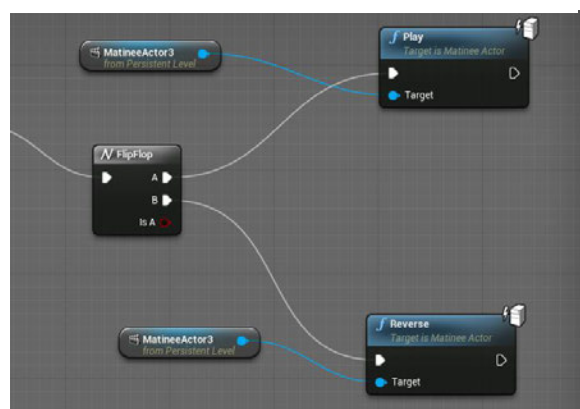 MatineeActor3
from Persistent Level
f Play
Target is Matinee Actor
Target
FlipFlop
A
B
Is A
MatineeActor3
from Persistent Level
f Reverse
Target is Matinee Actor
Target